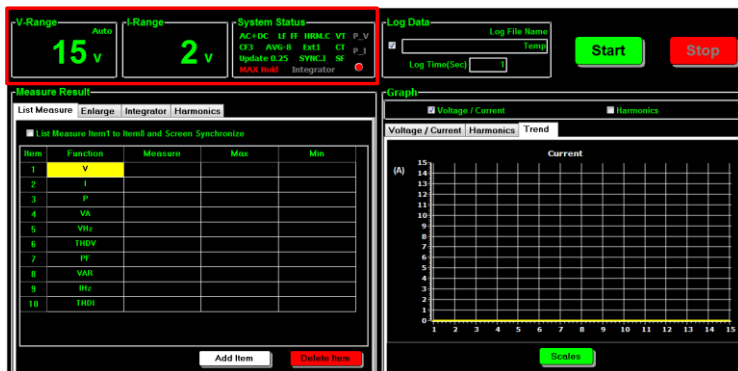 V-Range
Auto
15 V
I-Range
2 V
System Status
AC+DC LF FF HRM.C VT P_V
CF3 AVG-8 Ext1 CT P_I
Update 0.25 SYNC.I SF
MAX Hold Integrator
Log Data
Log File Name
Temp
Log Time(Sec) 1
Start
Stop
Measure Result
List Measure Enlarge Integrator Harmonics
List Measure Item1 to Item8 and Screen Synchronize
Item Function Measure Max Min
1 V
2 I
3 P
4 VA
5 VHz
6 THDV
7 PF
8 VAR
9 IHz
10 THDI
Add Item
Delete Item
Graph
Voltage / Current Harmonics
Voltage / Current Harmonics Trend
Current
(A)
15
14
13
12
11
10
9
8
7
6
5
4
3
2
1
0
1 2 3 4 5 6 7 8 9 10 11 12 13 14 15
Scales